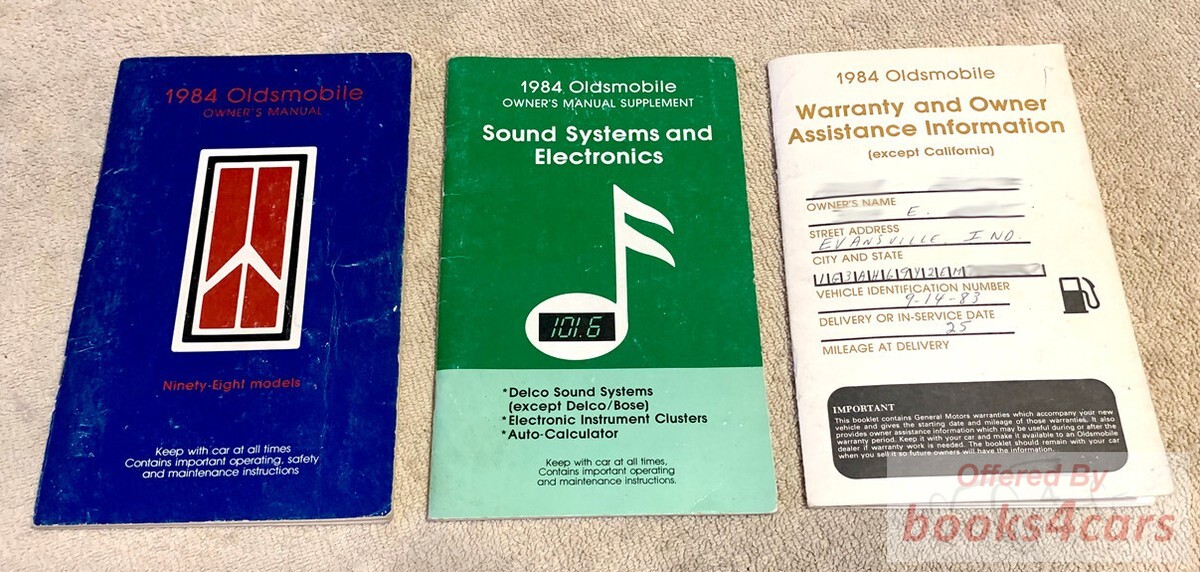 1984 Oldsmobile
OWNER'S MANUAL
Ninety-Eight models
Keep with car at all times
Contains important operating, safety
and maintenance instructions
1984 Oldsmobile
OWNER'S MANUAL SUPPLEMENT
Sound Systems and
Electronics
101.6
*Delco Sound Systems
(except Delco/Bose)
*Electronic Instrument Clusters
*Auto-Calculator
Keep with car at all times,
Contains important operating
and maintenance instructions.
1984 Oldsmobile
Warranty and Owner
Assistance Information
(except California)
OWNER'S NAME
E.
STREET ADDRESS
EVANSVILLE, IND.
CITY AND STATE
1G3AH6942EM
VEHICLE IDENTIFICATION NUMBER
9-14-83
DELIVERY OR IN-SERVICE DATE
25
MILEAGE AT DELIVERY
IMPORTANT
This booklet contains General Motors warranties which accompany your new
vehicle and gives the starting date and mileage of those warranties. It also
provides owner assistance information which may be useful during or after the
warranty period. Keep it with your car and make it available to an Oldsmobile
dealer if warranty work is needed. The booklet should remain with your car
when you sell it so future owners will have the information.
Offered By
books4cars